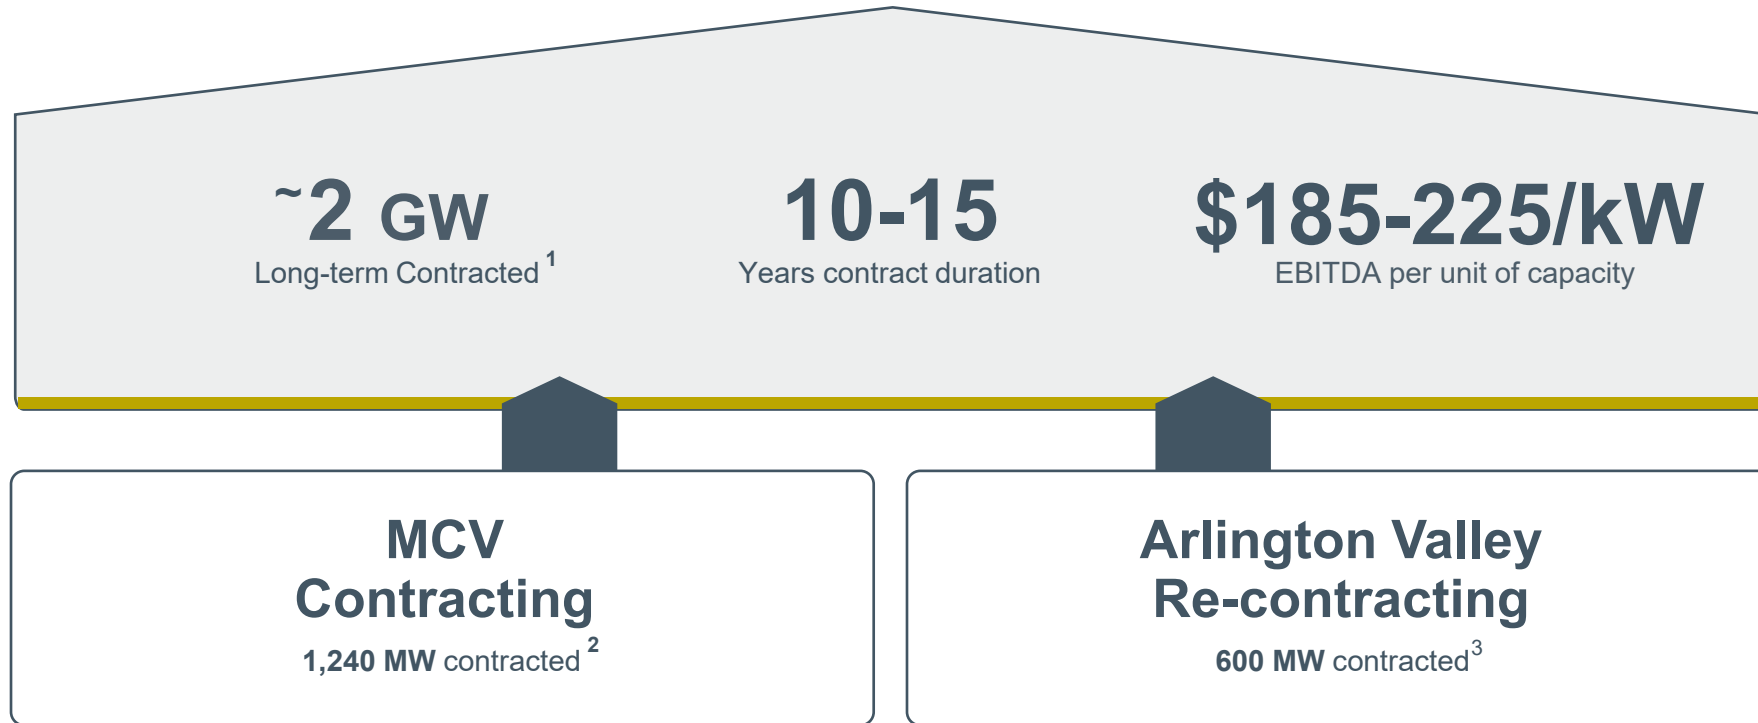 ~2 GW
Long-term Contracted 1
10-15
Years contract duration
$185-225/kW
EBITDA per unit of capacity
MCV
Contracting
1,240 MW contracted 2
Arlington Valley
Re-contracting
600 MW contracted3